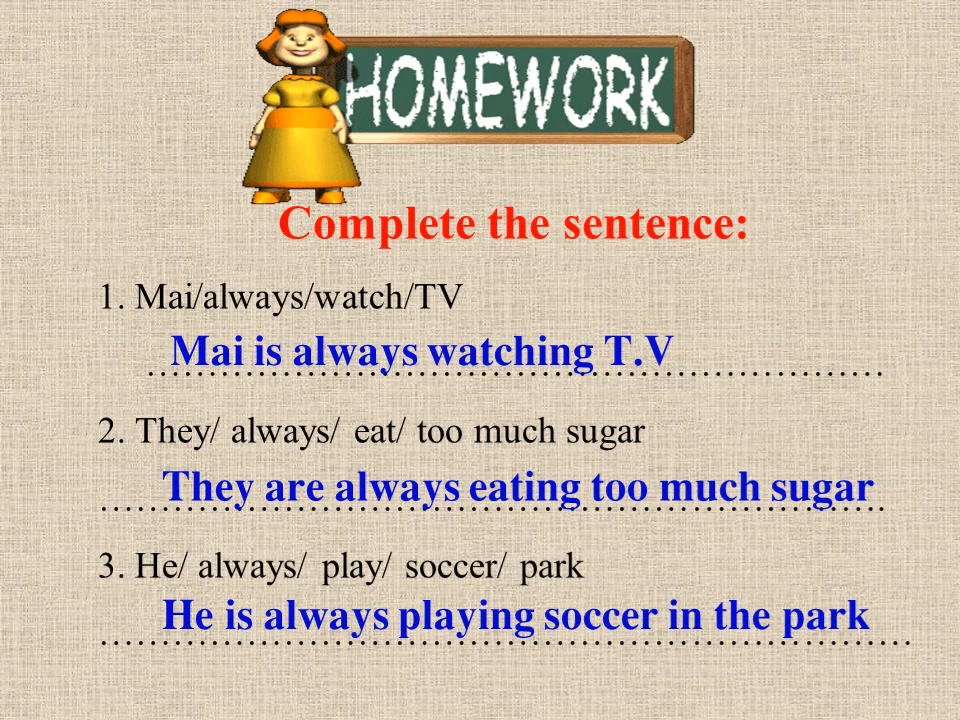 HOMEWORK
Complete the sentence:
1. Mai/always/watch/TV
Mai is always watching T.V
……………………………………………………
2. They/ always/ eat/ too much sugar
They are always eating too much sugar
……………………………………………………….
3. He/ always/ play/ soccer/ park
He is always playing soccer in the park
…………………………………………………………